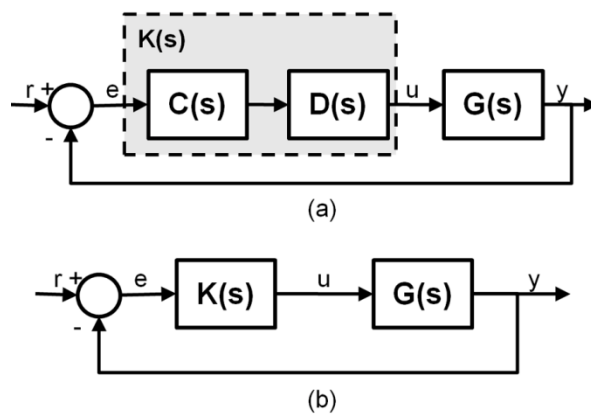 K(s)
r + e C(s) D(s) u G(s) y
-
(a)
r + e K(s) u G(s) y
-
(b)